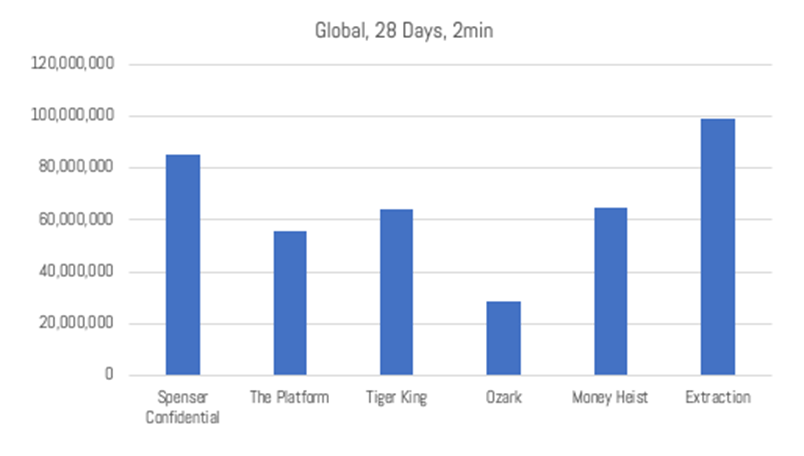 Global, 28 Days, 2min
120,000,000
100,000,000
80,000,000
60,000,000
40,000,000
20,000,000
0
Spenser Confidential
The Platform
Tiger King
Ozark
Money Heist
Extraction